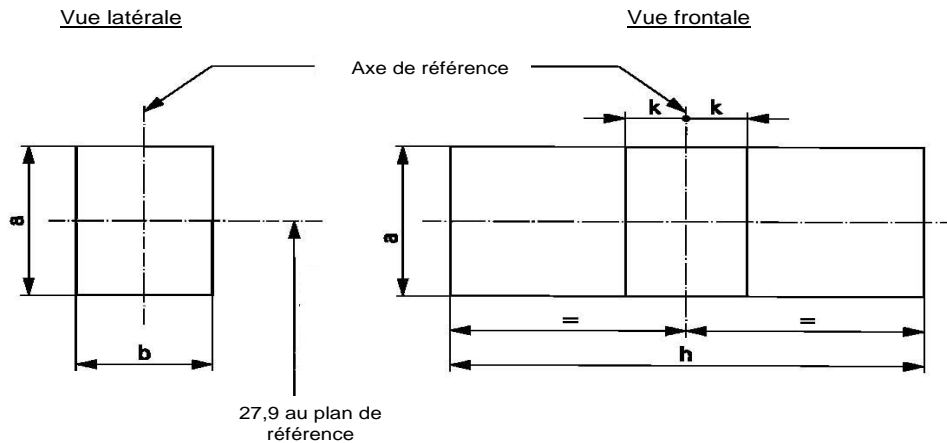 Vue latérale
Vue frontale
Axe de référence
k k
a
a
b
= =
h
27,9 au plan de
référence